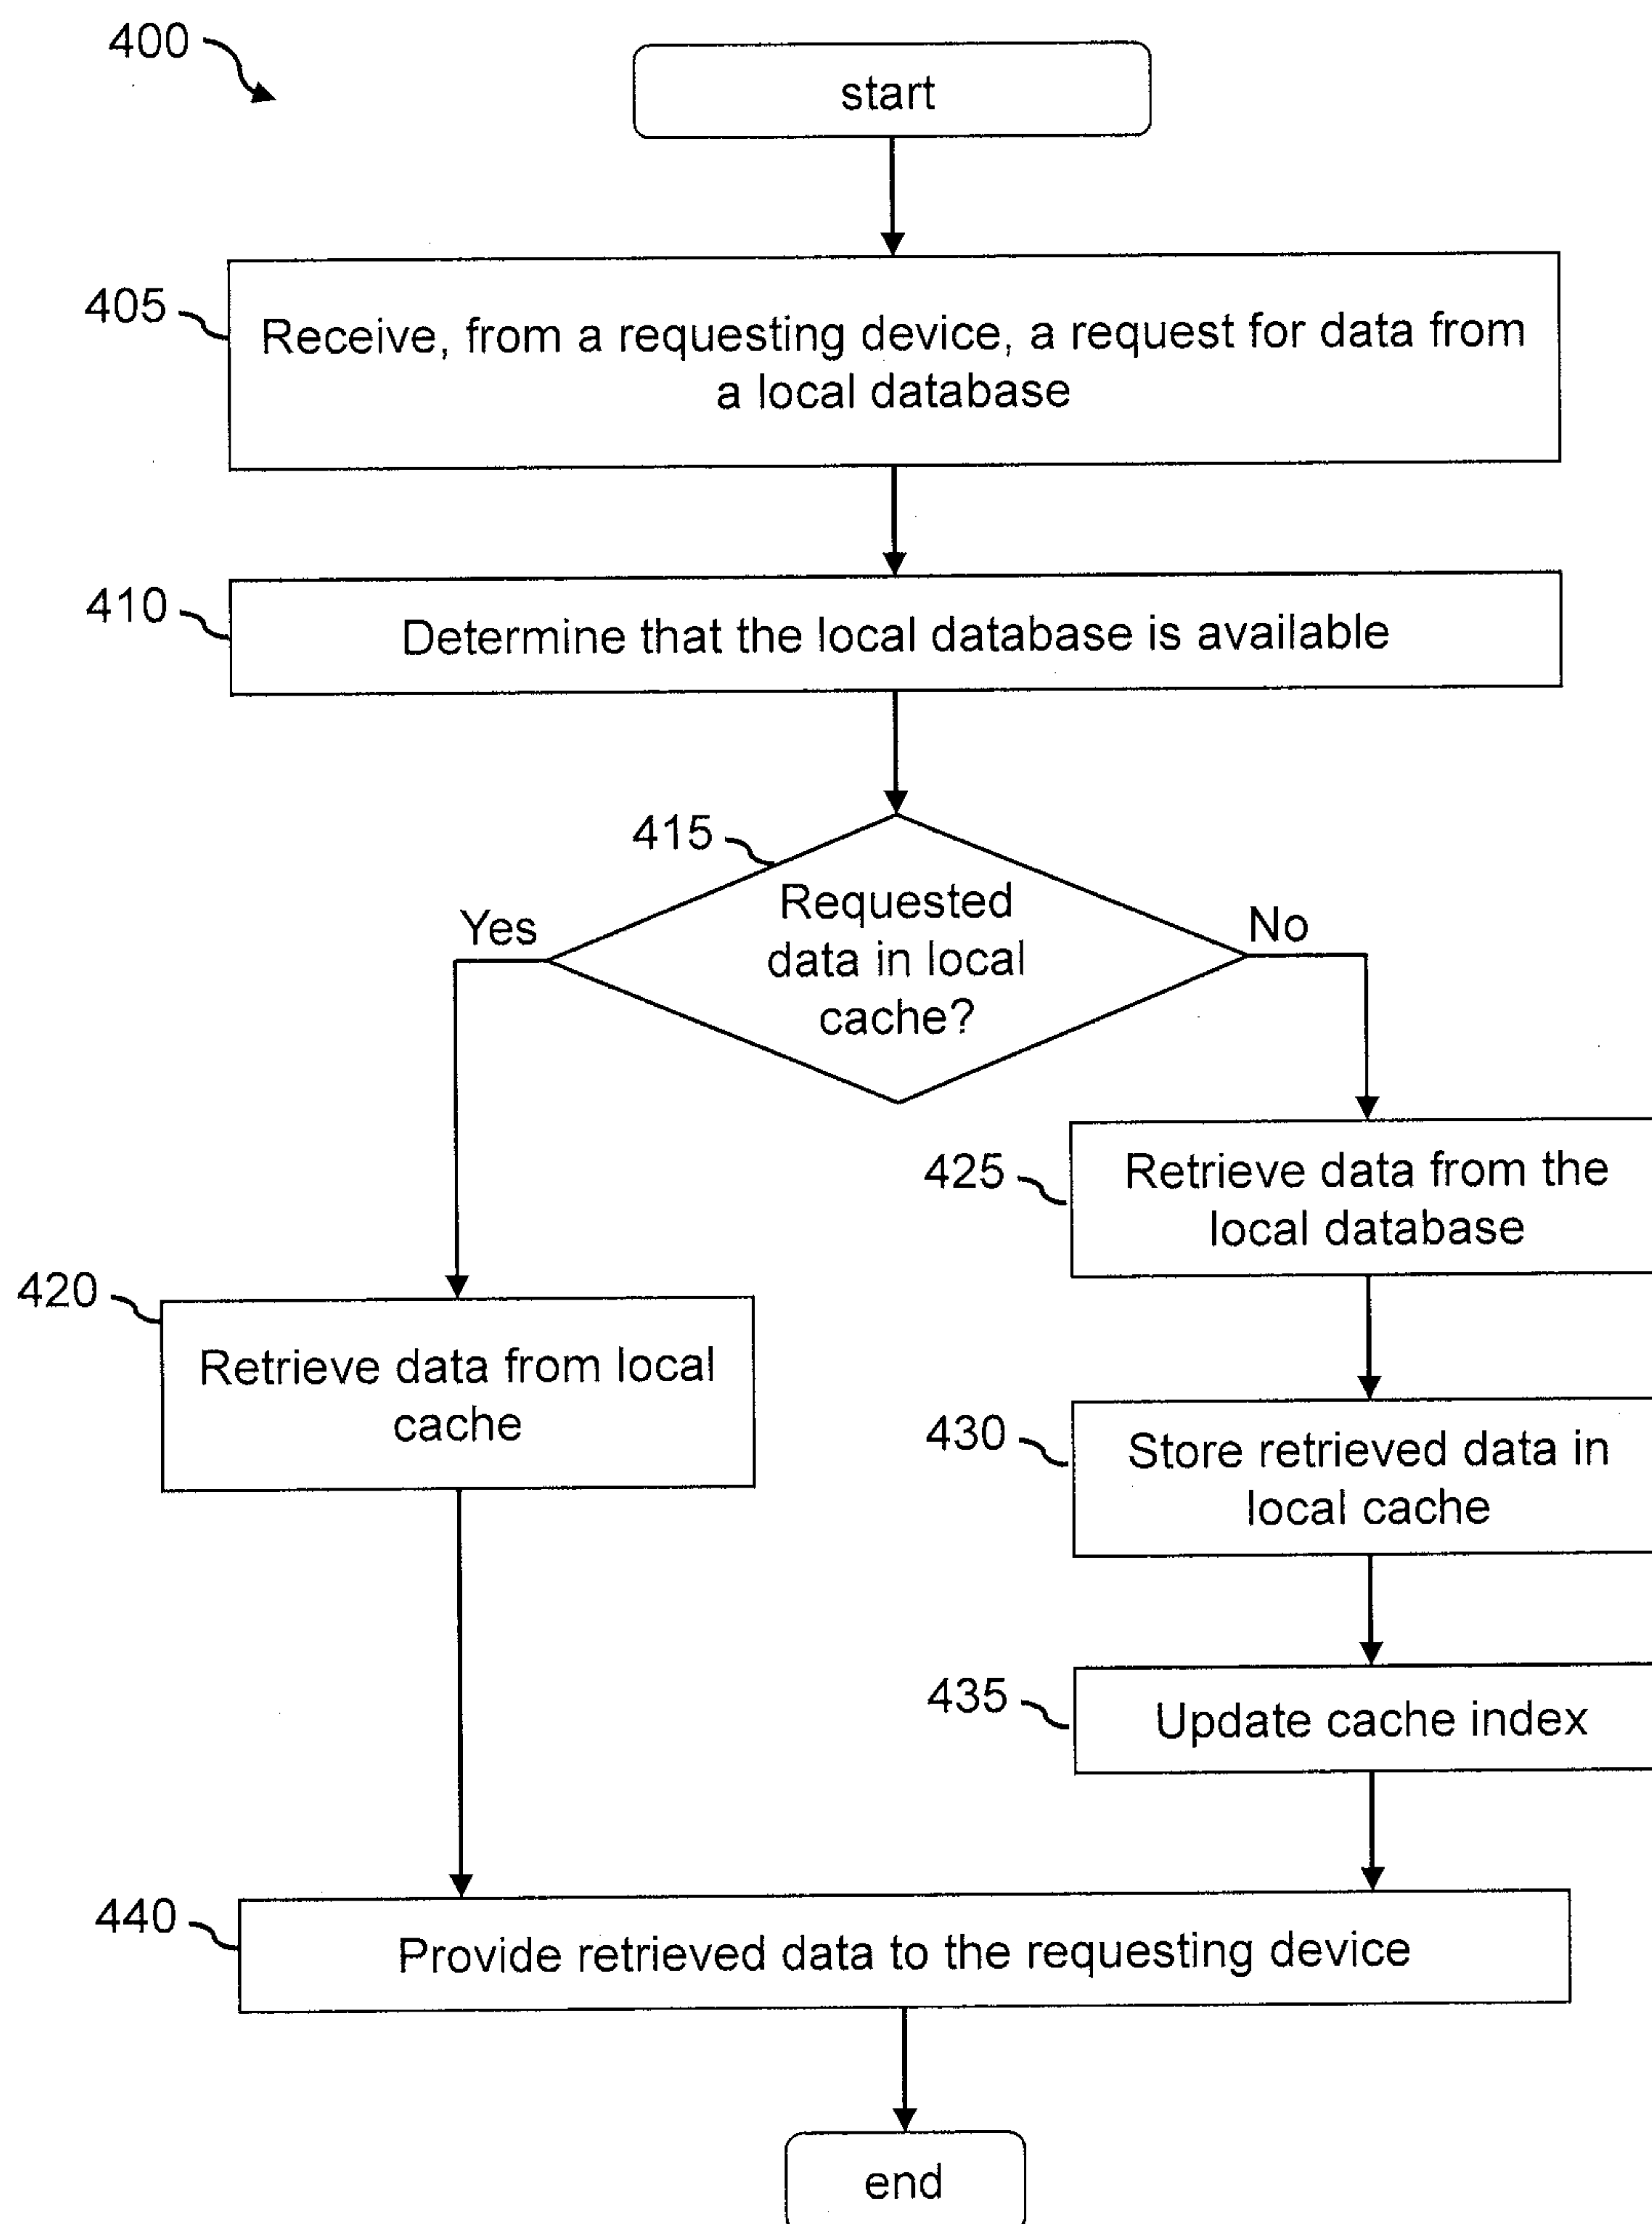 400
start
405
Receive, from a requesting device, a request for data from
a local database
410
Determine that the local database is available
415
Requested
data in local
cache?
Yes
No
425
Retrieve data from the
local database
420
Retrieve data from local
cache
430
Store retrieved data in
local cache
435
Update cache index
440
Provide retrieved data to the requesting device
end